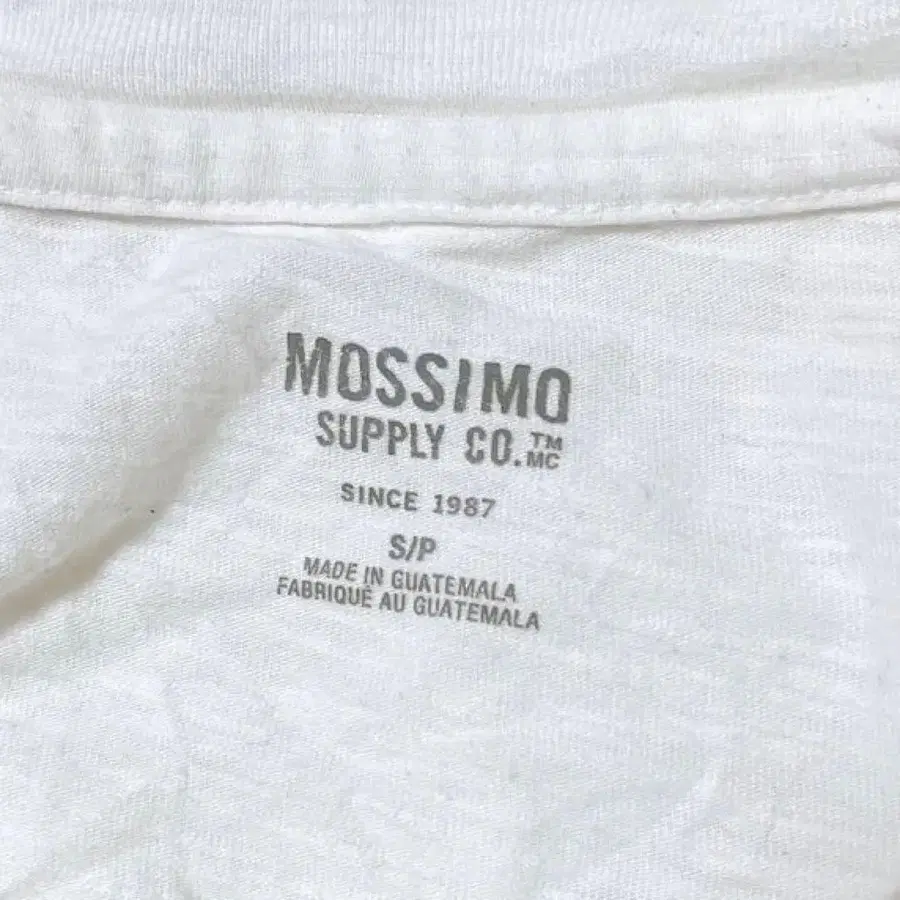 MOSSIMO
SUPPLY CO.™
MC
SINCE 1987
S/P
MADE IN GUATEMALA
FABRIQUÉ AU GUATEMALA